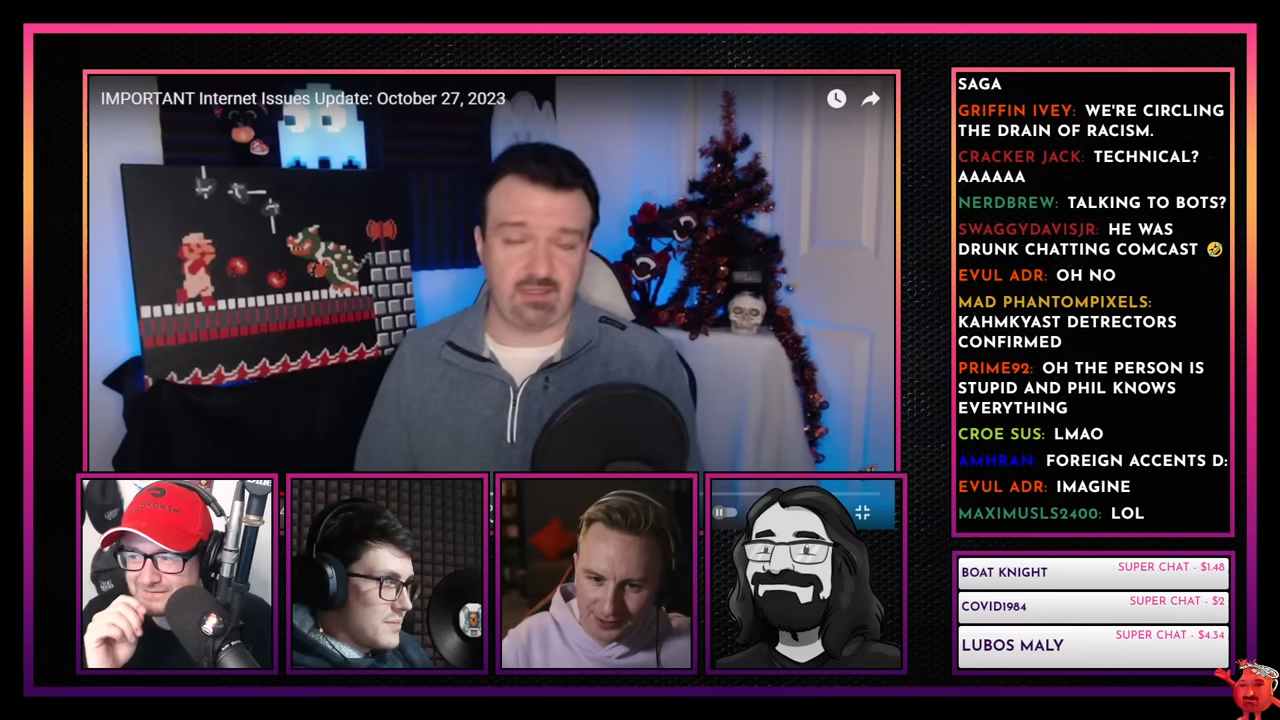 IMPORTANT Internet Issues Update: October 27, 2023
SAGA
GRIFFIN IVEY: WE'RE CIRCLING
THE DRAIN OF RACISM.
CRACKER JACK: TECHNICAL?
AAAAAA
NERDBREW: TALKING TO BOTS?
SWAGGYDAVISJR: HE WAS
DRUNK CHATTING COMCAST 🤣
EVUL ADR: OH NO
MAD PHANTOMPIXELS:
KAHMKYAST DETRECTORS
CONFIRMED
PRIME92: OH THE PERSON IS
STUPID AND PHIL KNOWS
EVERYTHING
CROE SUS: LMAO
AMHRAN: FOREIGN ACCENTS D:
EVUL ADR: IMAGINE
MAXIMUSLS2400: LOL
BOAT KNIGHT SUPER CHAT - $1.48
COVID1984 SUPER CHAT - $2
LUBOS MALY SUPER CHAT - $4.34